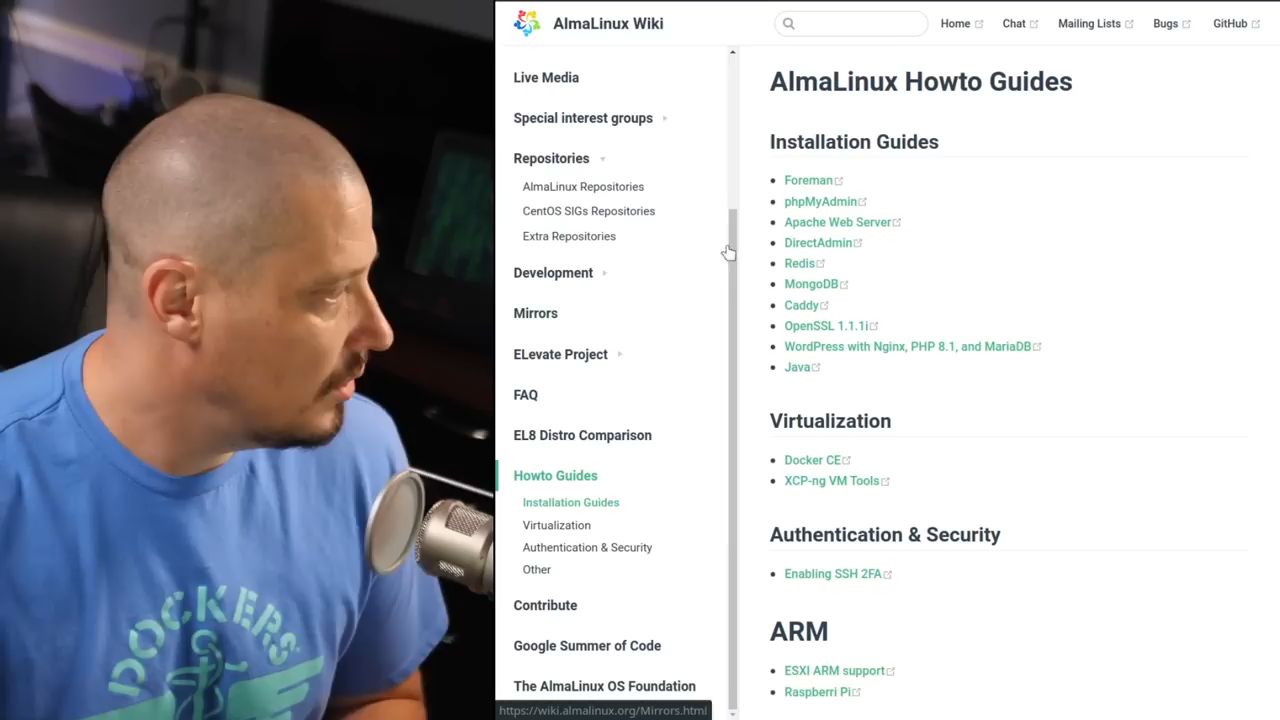 AlmaLinux Wiki
Home
Chat
Mailing Lists
Bugs
GitHub
Live Media
Special interest groups
Repositories
AlmaLinux Repositories
CentOS SIGs Repositories
Extra Repositories
Development
Mirrors
ELevate Project
FAQ
EL8 Distro Comparison
Howto Guides
Installation Guides
Virtualization
Authentication & Security
Other
Contribute
Google Summer of Code
The AlmaLinux OS Foundation
https://wiki.almalinux.org/Mirrors.html
AlmaLinux Howto Guides
Installation Guides
Foreman
phpMyAdmin
Apache Web Server
DirectAdmin
Redis
MongoDB
Caddy
OpenSSL 1.1.1i
WordPress with Nginx, PHP 8.1, and MariaDB
Java
Virtualization
Docker CE
XCP-ng VM Tools
Authentication & Security
Enabling SSH 2FA
ARM
ESXI ARM support
Raspberry Pi
DOCKERS